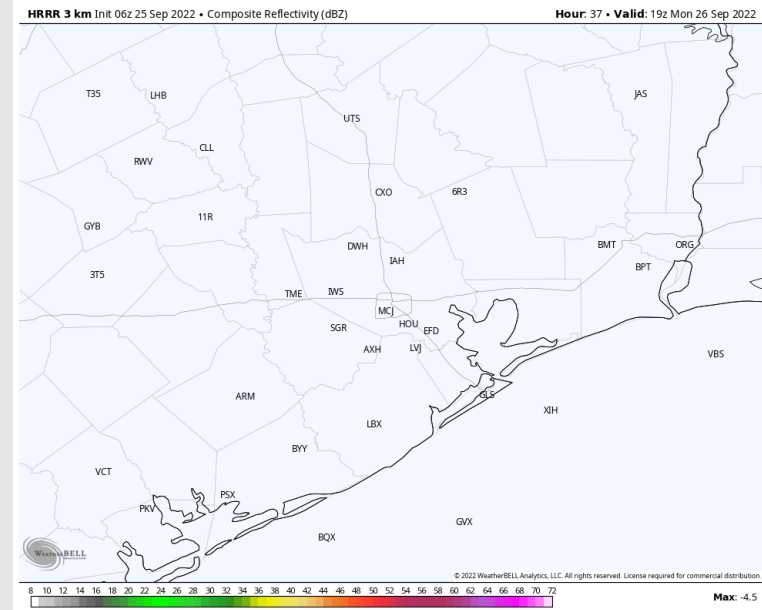 HRRR 3 km Init 06z 25 Sep 2022 • Composite Reflectivity (dBZ) Hour: 37 • Valid: 19z Mon 26 Sep 2022
T35 LHB JAS
UTS
CLL
RWV
CXO 6R3
11R
GYB
DWH BMT ORG
IAH
BPT
3T5
TME IWS
MCJ
SGR HOU EFD
AXH LVJ
VBS
ARM GLS
XIH
LBX
BYY
VCT
PSX
PKV
GVX
BQX
WeatherBELL
© 2022 WeatherBELL Analytics, LLC. All rights reserved. License required for commercial distribution.
8 10 12 14 16 18 20 22 24 26 28 30 32 34 36 38 40 42 44 46 48 50 52 54 56 58 60 62 64 66 68 70 72
Max: -4.5